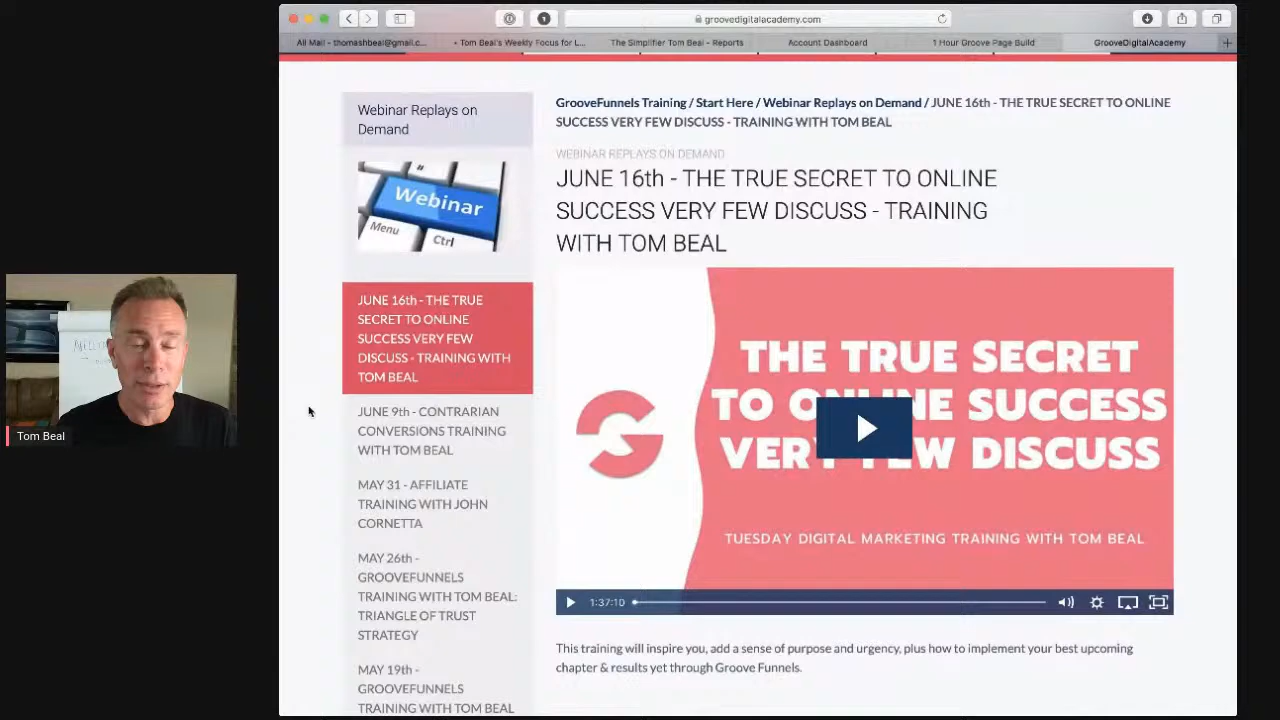 groovedigitalacademy.com
All Mail - thomashbeal@gmail.c...
• Tom Beal's Weekly Focus for L...
The Simplifier Tom Beal - Reports
Account Dashboard
1 Hour Groove Page Build
GrooveDigitalAcademy
Webinar Replays on
Demand
Webinar
Menu
Ctrl
JUNE 16th - THE TRUE
SECRET TO ONLINE
SUCCESS VERY FEW
DISCUSS - TRAINING WITH
TOM BEAL
JUNE 9th - CONTRARIAN
CONVERSIONS TRAINING
WITH TOM BEAL
MAY 31 - AFFILIATE
TRAINING WITH JOHN
CORNETTA
MAY 26th -
GROOVEFUNNELS
TRAINING WITH TOM BEAL:
TRIANGLE OF TRUST
STRATEGY
MAY 19th -
GROOVEFUNNELS
TRAINING WITH TOM BEAL
GrooveFunnels Training / Start Here / Webinar Replays on Demand / JUNE 16th - THE TRUE SECRET TO ONLINE
SUCCESS VERY FEW DISCUSS - TRAINING WITH TOM BEAL
WEBINAR REPLAYS ON DEMAND
JUNE 16th - THE TRUE SECRET TO ONLINE
SUCCESS VERY FEW DISCUSS - TRAINING
WITH TOM BEAL
THE TRUE SECRET
TO ONLINE SUCCESS
VERY FEW DISCUSS
TUESDAY DIGITAL MARKETING TRAINING WITH TOM BEAL
1:37:10
This training will inspire you, add a sense of purpose and urgency, plus how to implement your best upcoming
chapter & results yet through Groove Funnels.
Tom Beal